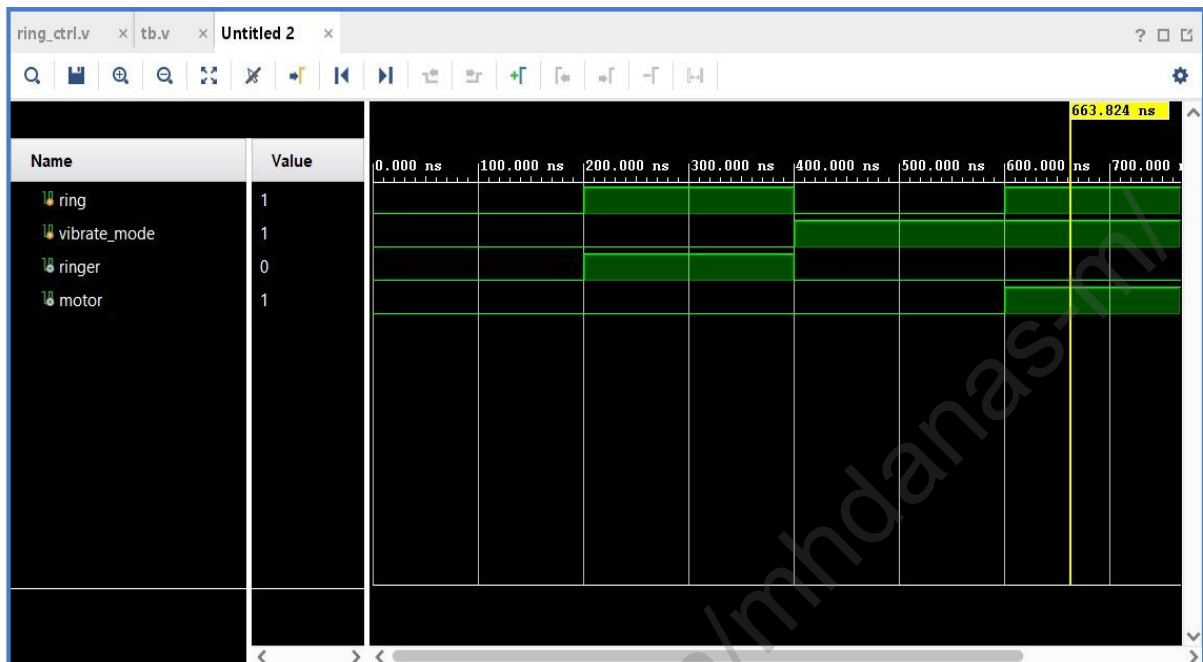 ring_ctrl.v × tb.v × Untitled 2 ×
663.824 ns
Name Value
0.000 ns 100.000 ns 200.000 ns 300.000 ns 400.000 ns 500.000 ns 600.000 ns 700.000
ring 1
vibrate_mode 1
ringer 0
motor 1
/mhdanas-m/